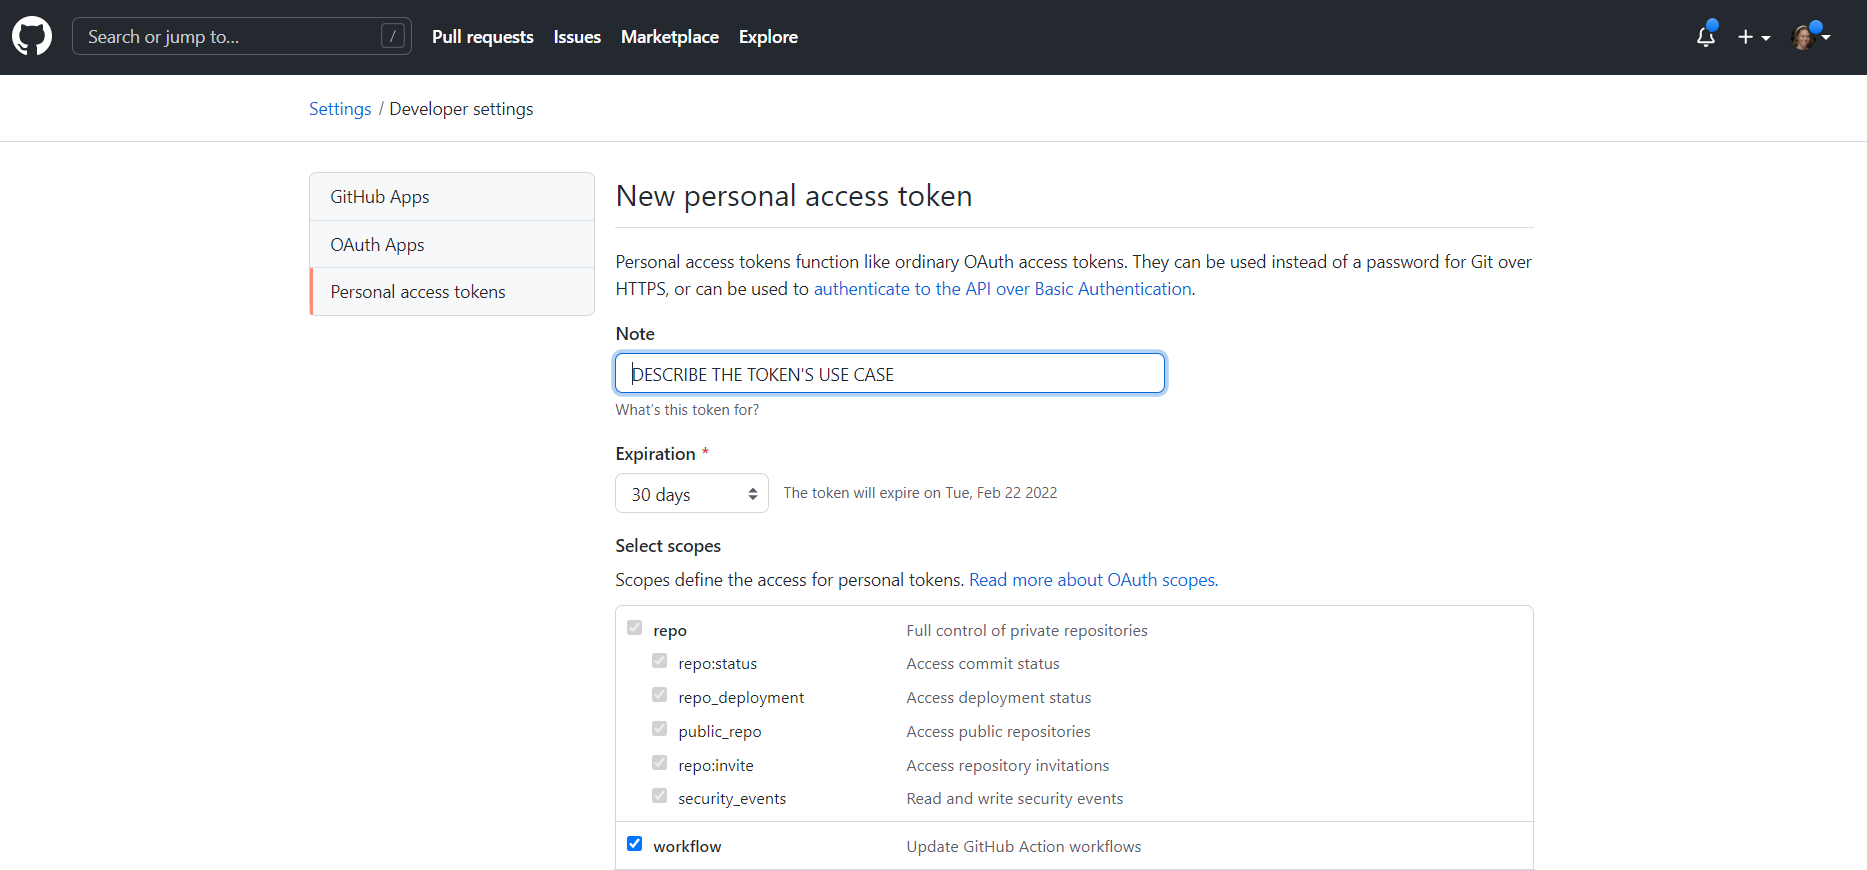 Search or jump to... /
Pull requests Issues Marketplace Explore
Settings / Developer settings
GitHub Apps
OAuth Apps
Personal access tokens
New personal access token
Personal access tokens function like ordinary OAuth access tokens. They can be used instead of a password for Git over
HTTPS, or can be used to authenticate to the API over Basic Authentication.
Note
DESCRIBE THE TOKEN'S USE CASE
What's this token for?
Expiration *
30 days The token will expire on Tue, Feb 22 2022
Select scopes
Scopes define the access for personal tokens. Read more about OAuth scopes.
repo Full control of private repositories
repo:status Access commit status
repo_deployment Access deployment status
public_repo Access public repositories
repo:invite Access repository invitations
security_events Read and write security events
workflow Update GitHub Action workflows